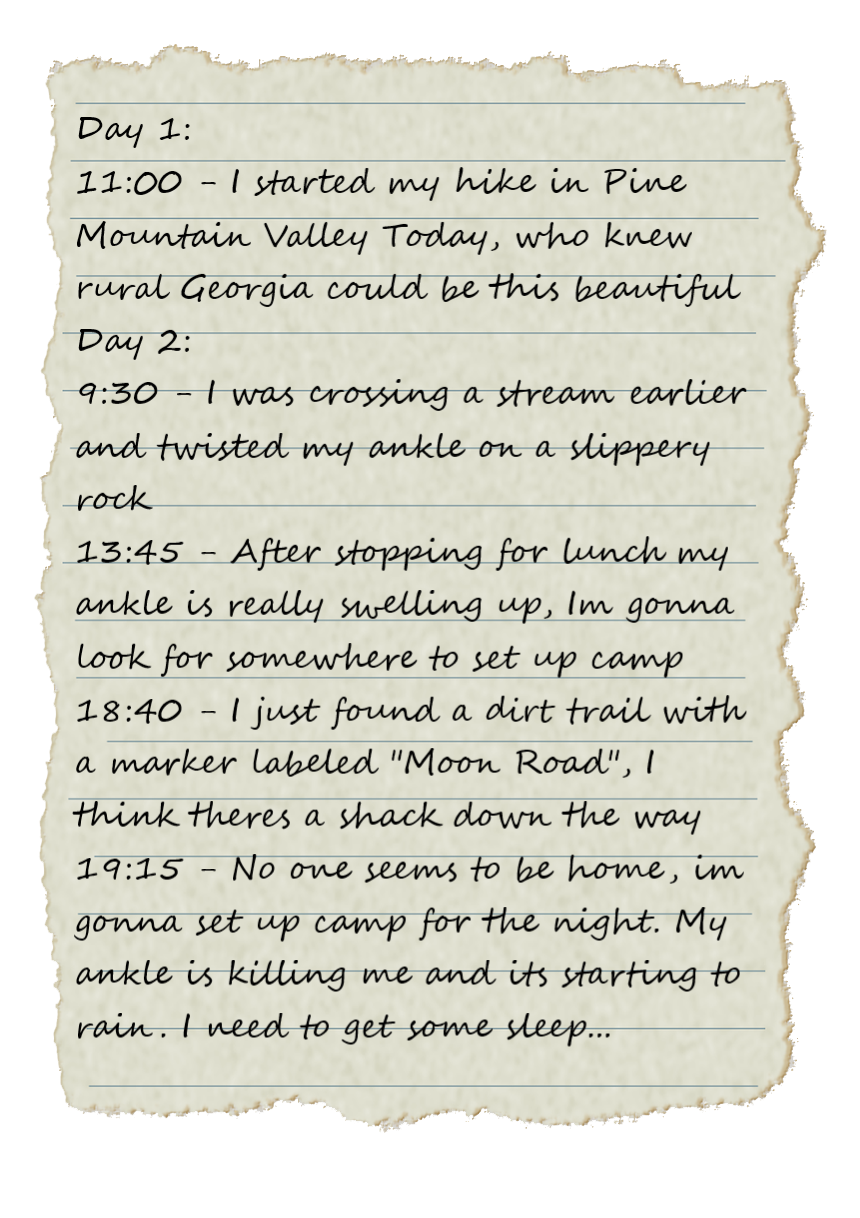 Day 1:
11:00 - I started my hike in Pine
Mountain Valley Today, who knew
rural Georgia could be this beautiful
Day 2:
9:30 - I was crossing a stream earlier
and twisted my ankle on a slippery
rock
13:45 - After stopping for lunch my
ankle is really swelling up, Im gonna
look for somewhere to set up camp
18:40 - I just found a dirt trail with
a marker labeled "Moon Road", I
think theres a shack down the way
19:15 - No one seems to be home, im
gonna set up camp for the night. My
ankle is killing me and its starting to
rain. I need to get some sleep...